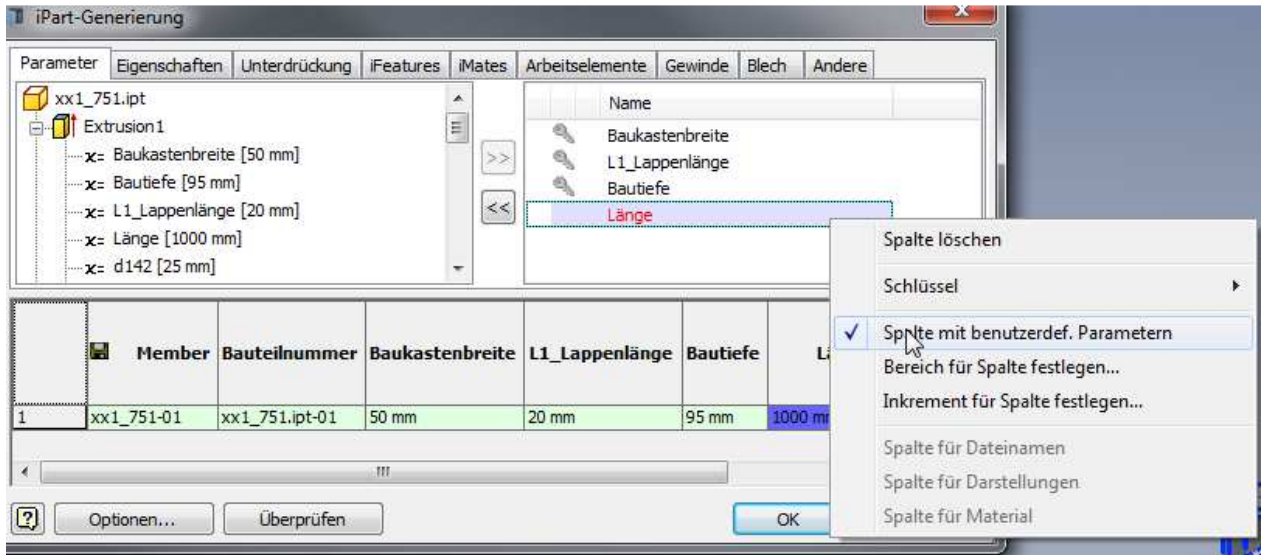 iPart-Generierung
Parameter Eigenschaften Unterdrückung iFeatures iMates Arbeitselemente Gewinde Blech Andere
xx1_751.ipt
Extrusion1
x= Baukastenbreite [50 mm]
x= Bautiefe [95 mm]
x= L1_Lappenlänge [20 mm]
x= Länge [1000 mm]
x= d142 [25 mm]
>>
<<
Name
Baukastenbreite
L1_Lappenlänge
Bautiefe
Länge
Spalte löschen
Schlüssel
Spalte mit benutzerdef. Parametern
Bereich für Spalte festlegen...
Inkrement für Spalte festlegen...
Spalte für Dateinamen
Spalte für Darstellungen
Spalte für Material
Member Bauteilnummer Baukastenbreite L1_Lappenlänge Bautiefe
1 xx1_751-01 xx1_751.ipt-01 50 mm 20 mm 95 mm 1000
Optionen... Überprüfen OK